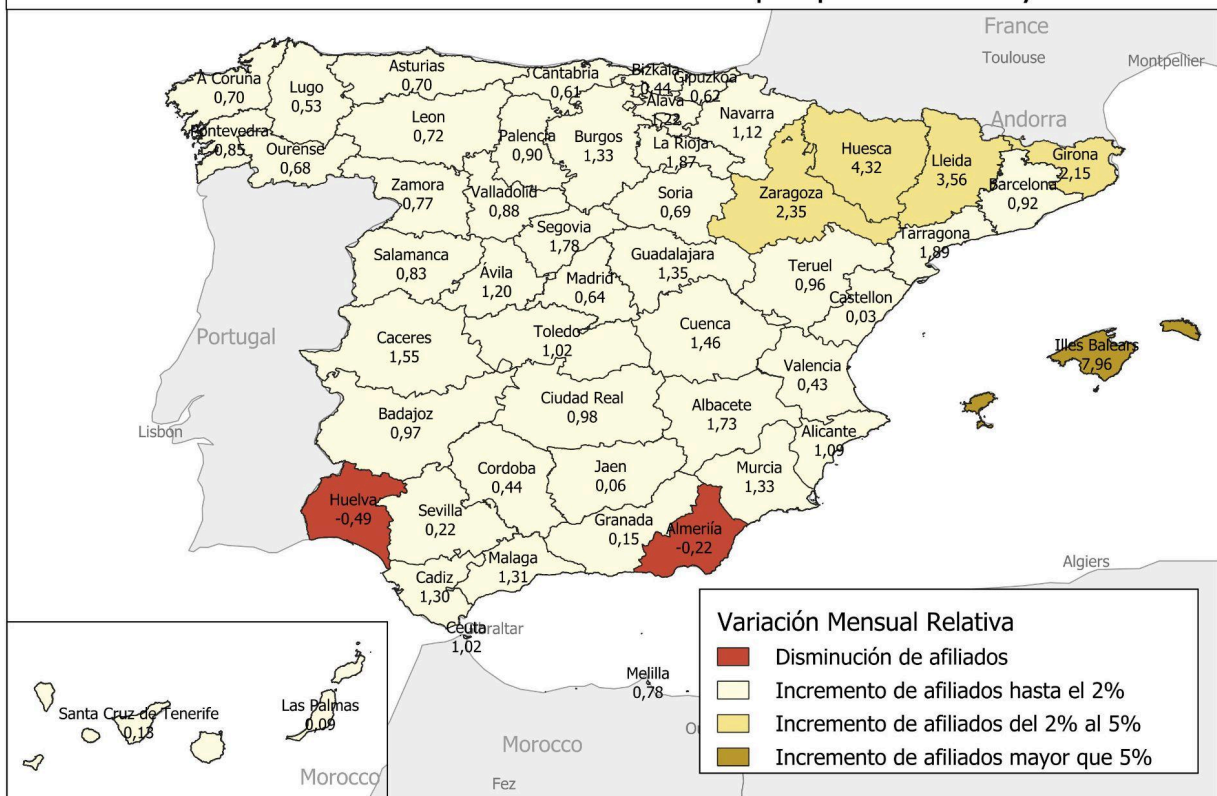 France
Toulouse
Montpellier
Andorra
A Coruña
0,70
Lugo
0,53
Asturias
0,70
Cantabria
0,61
Bizkaia
0,44
Gipuzkoa
0,62
Alava
1,22
Navarra
1,12
Pontevedra
0,85
Ourense
0,68
Leon
0,72
Palencia
0,90
Burgos
1,33
La Rioja
1,87
Huesca
4,32
Lleida
3,56
Girona
2,15
Barcelona
0,92
Zamora
0,77
Valladolid
0,88
Soria
0,69
Zaragoza
2,35
Tarragona
1,89
Segovia
1,78
Salamanca
0,83
Ávila
1,20
Madrid
0,64
Guadalajara
1,35
Teruel
0,96
Castellon
0,03
Portugal
Caceres
1,55
Toledo
1,02
Cuenca
1,46
Valencia
0,43
Illes Balears
7,96
Lisbon
Badajoz
0,97
Ciudad Real
0,98
Albacete
1,73
Alicante
1,09
Huelva
-0,49
Sevilla
0,22
Cordoba
0,44
Jaen
0,06
Murcia
1,33
Granada
0,15
Almeriía
-0,22
Cadiz
1,30
Malaga
1,31
Algiers
Ceuta
1,02
Gibraltar
Melilla
0,78
Morocco
Fez
Santa Cruz de Tenerife
0,13
Las Palmas
0,09
Morocco
Variación Mensual Relativa
Disminución de afiliados
Incremento de afiliados hasta el 2%
Incremento de afiliados del 2% al 5%
Incremento de afiliados mayor que 5%